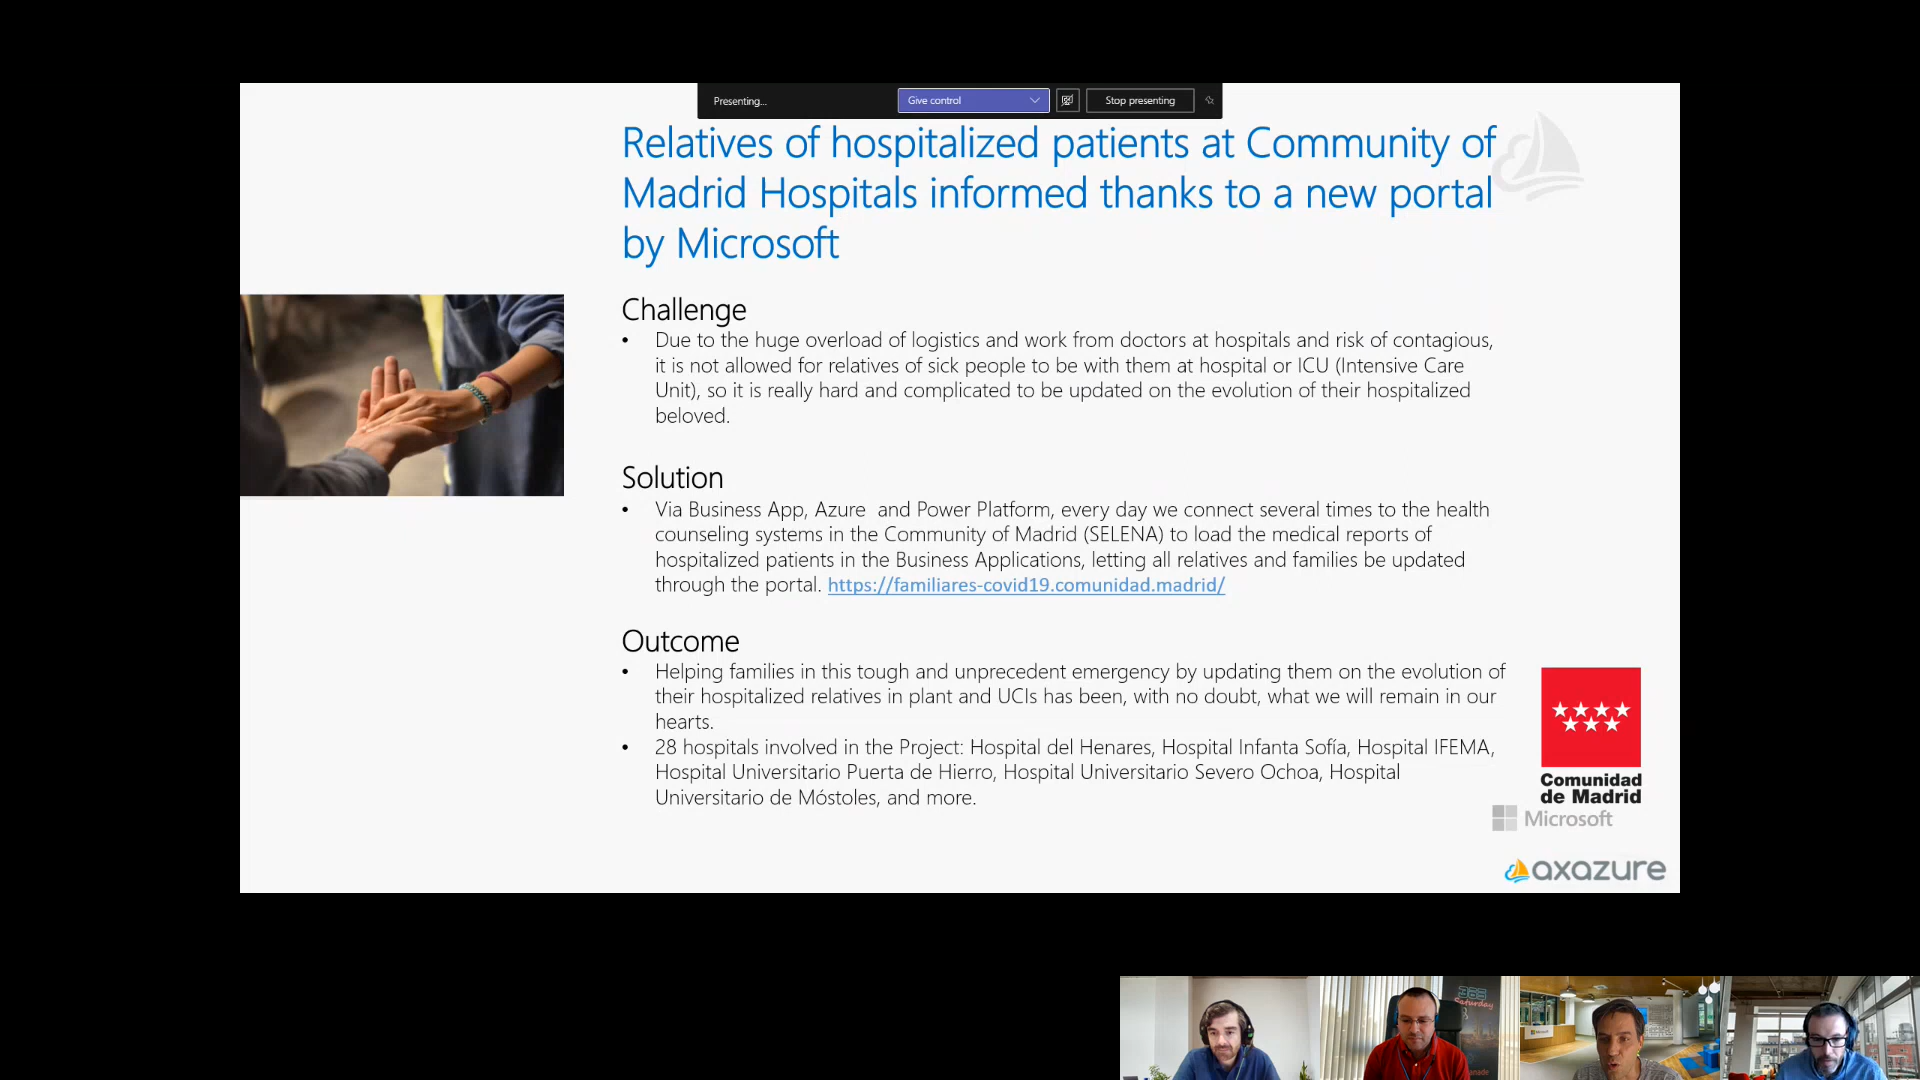 Presenting...
Give control
Stop presenting
Relatives of hospitalized patients at Community of
Madrid Hospitals informed thanks to a new portal
by Microsoft
Challenge
• Due to the huge overload of logistics and work from doctors at hospitals and risk of contagious,
it is not allowed for relatives of sick people to be with them at hospital or ICU (Intensive Care
Unit), so it is really hard and complicated to be updated on the evolution of their hospitalized
beloved.
Solution
• Via Business App, Azure and Power Platform, every day we connect several times to the health
counseling systems in the Community of Madrid (SELENA) to load the medical reports of
hospitalized patients in the Business Applications, letting all relatives and families be updated
through the portal. https://familiares-covid19.comunidad.madrid/
Outcome
• Helping families in this tough and unprecedent emergency by updating them on the evolution of
their hospitalized relatives in plant and UCIs has been, with no doubt, what we will remain in our
hearts.
• 28 hospitals involved in the Project: Hospital del Henares, Hospital Infanta Sofía, Hospital IFEMA,
Hospital Universitario Puerta de Hierro, Hospital Universitario Severo Ochoa, Hospital
Universitario de Móstoles, and more.
Comunidad
de Madrid
Microsoft
axazure
365
Saturday